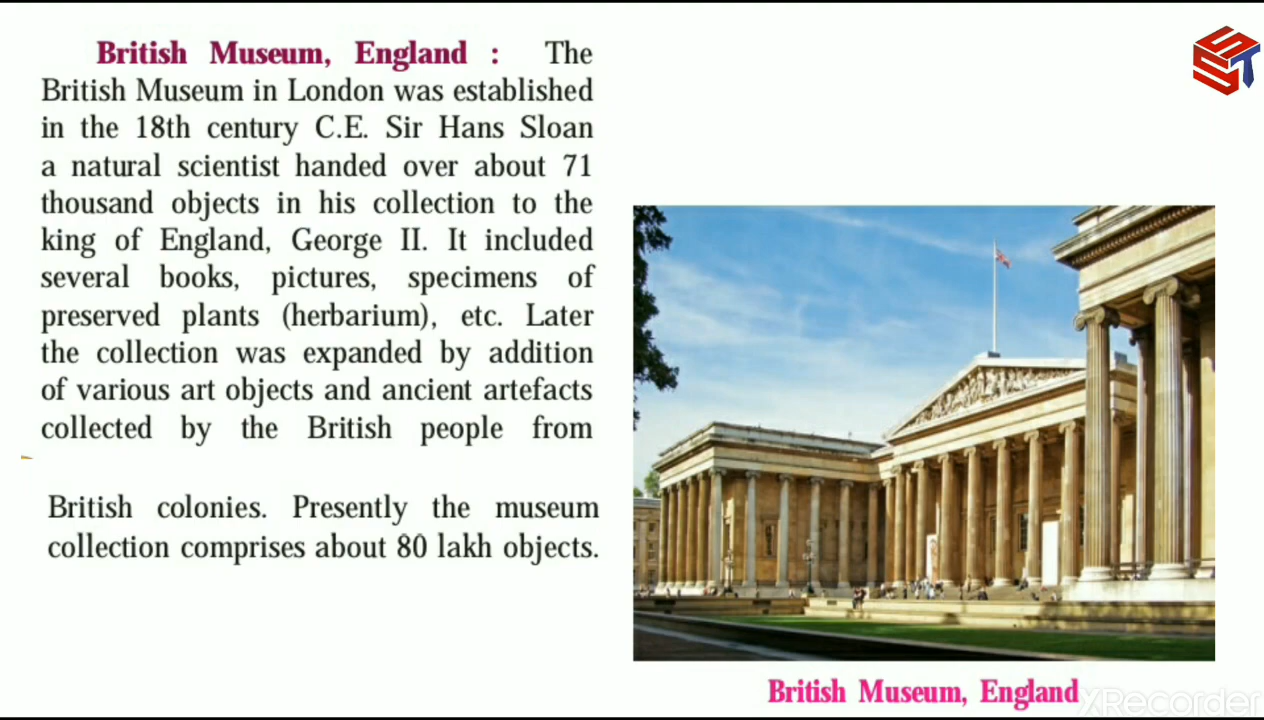 British Museum, England : The
British Museum in London was established
in the 18th century C.E. Sir Hans Sloan
a natural scientist handed over about 71
thousand objects in his collection to the
king of England, George II. It included
several books, pictures, specimens of
preserved plants (herbarium), etc. Later
the collection was expanded by addition
of various art objects and ancient artefacts
collected by the British people from
British colonies. Presently the museum
collection comprises about 80 lakh objects.
SST
British Museum, England
XRecorder